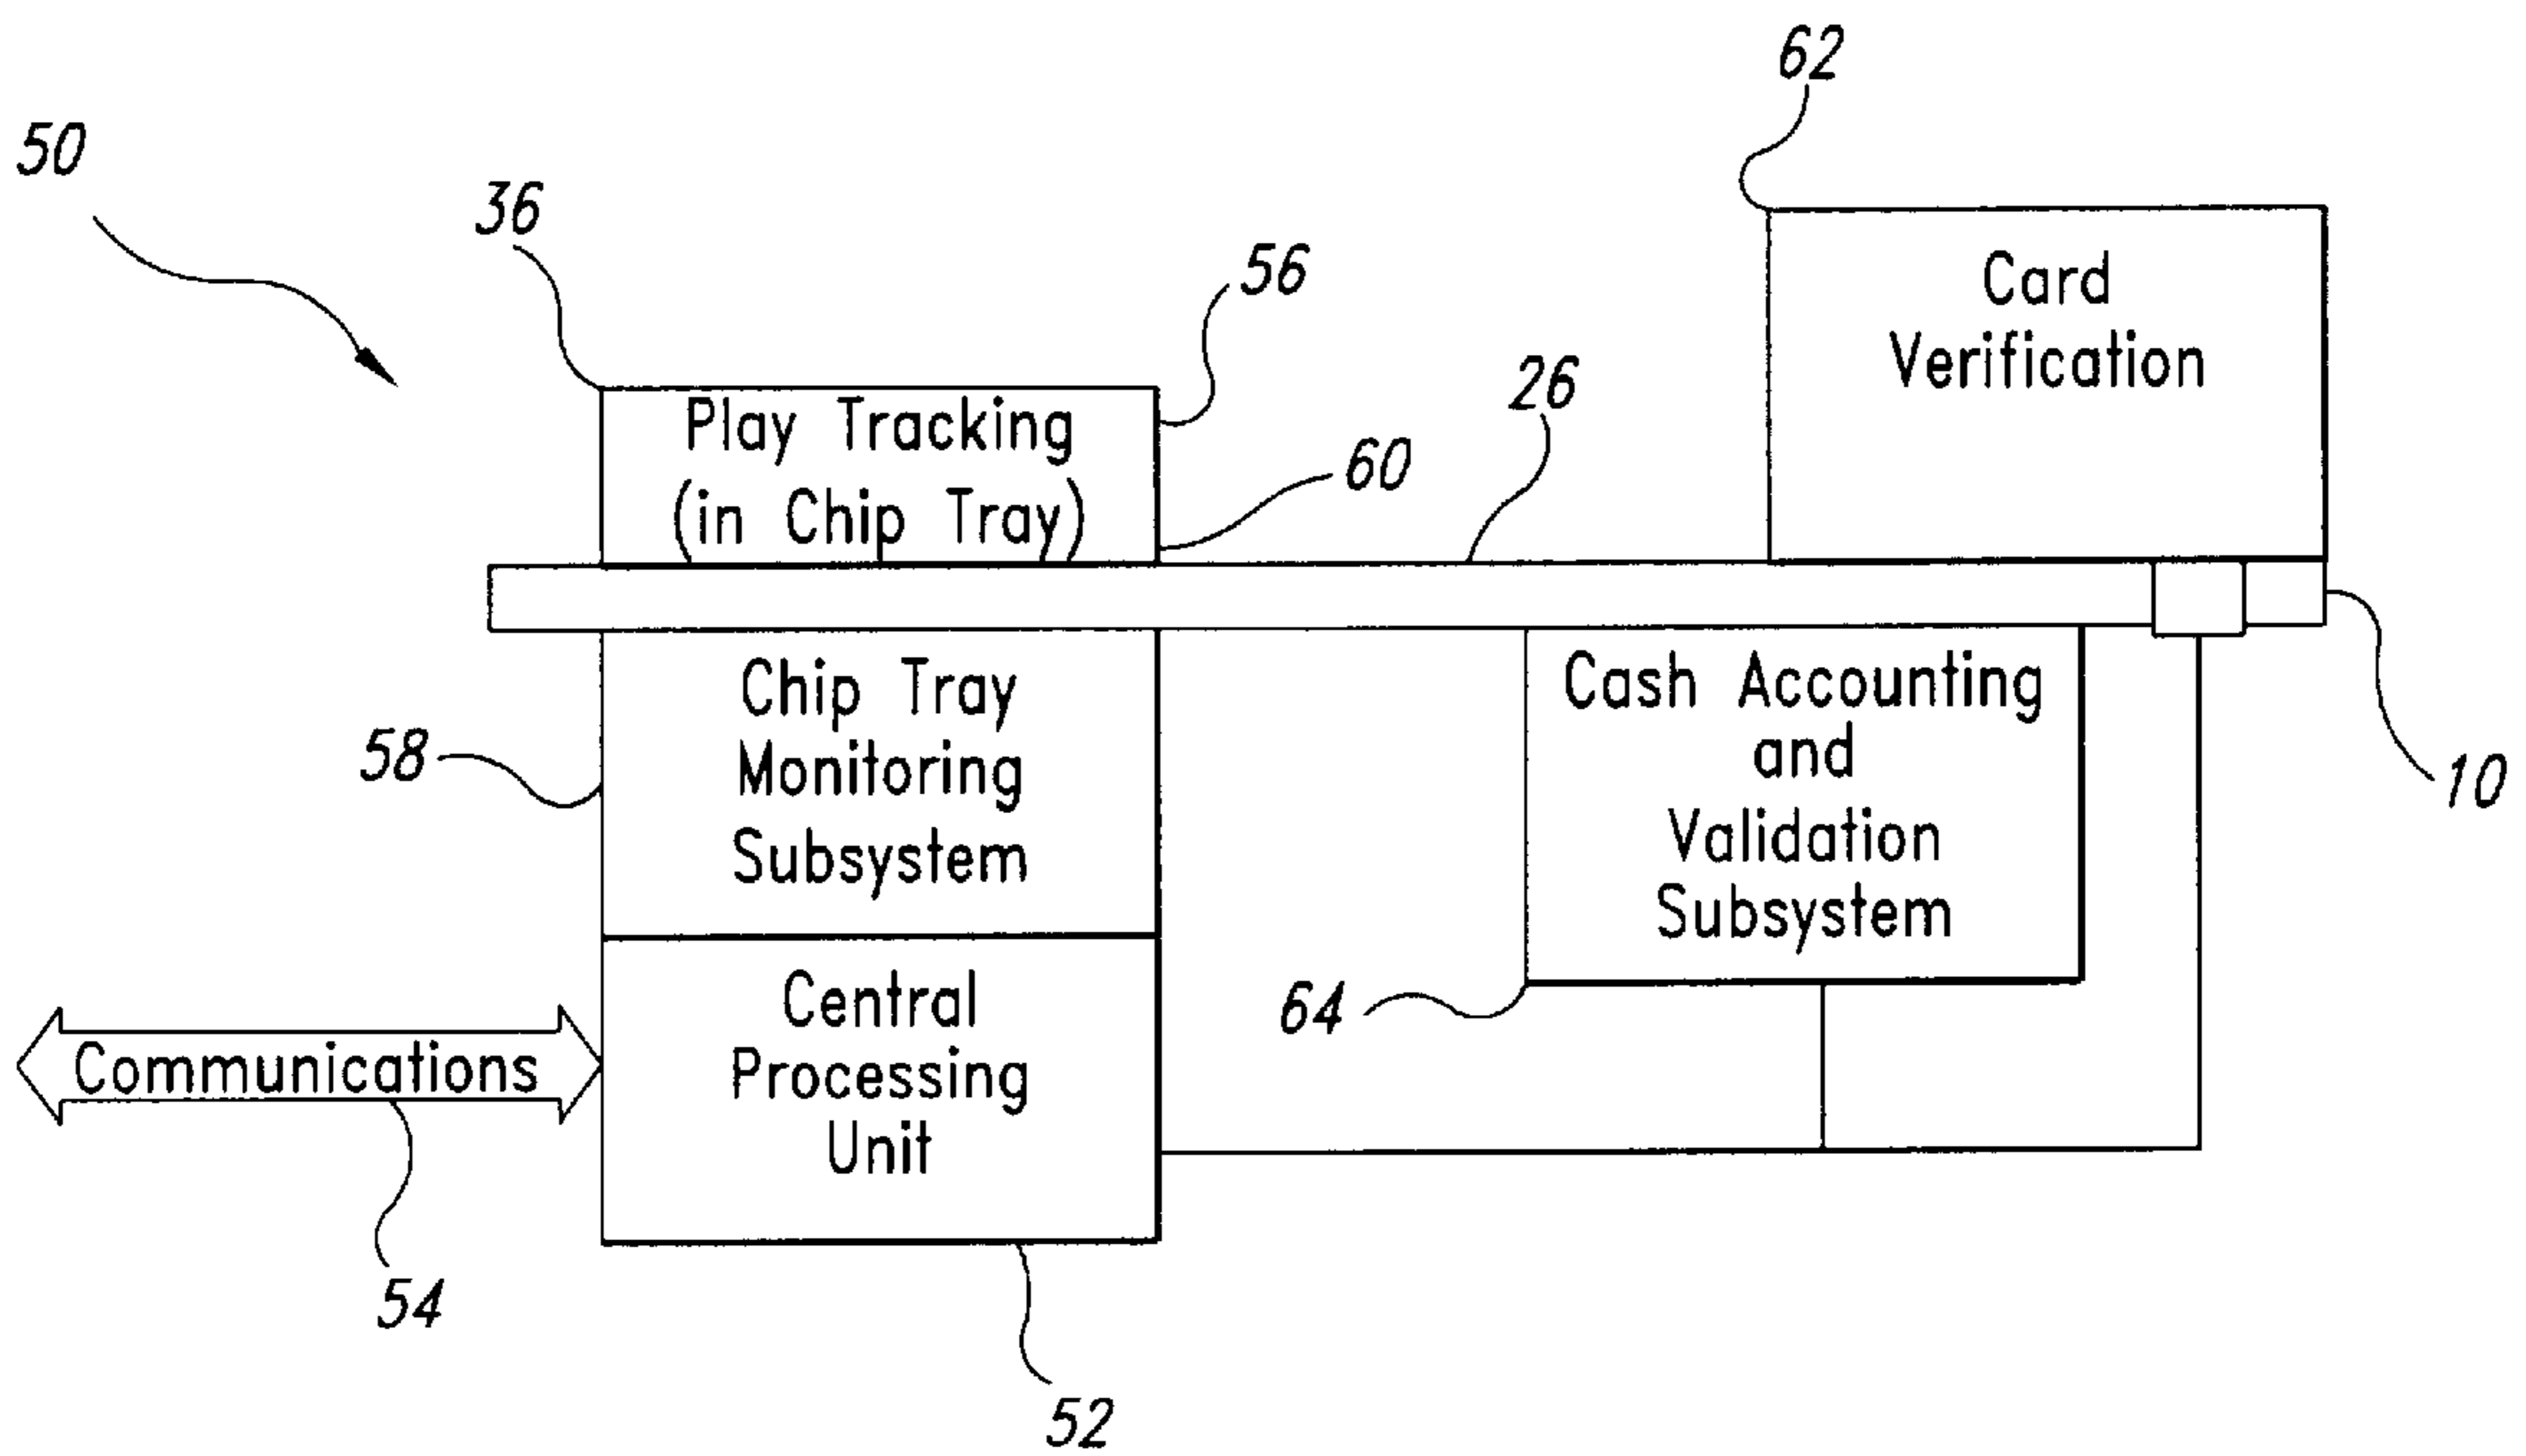 62
50
36
56
Card
Verification
26
Play Tracking
(in Chip Tray)
60
Chip Tray
Monitoring
Subsystem
Cash Accounting
and
Validation
Subsystem
58
10
Central
Processing
Unit
64
Communications
54
52